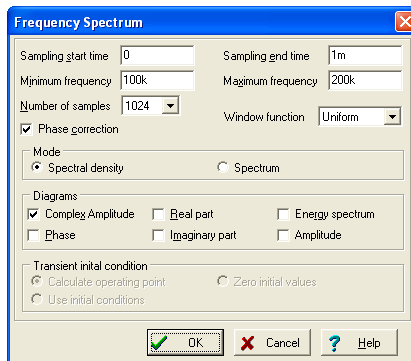 Frequency Spectrum
Sampling start time 0 Sampling end time 1m
Minimum frequency 100k Maximum frequency 200k
Number of samples 1024 Window function Uniform
Phase correction
Mode
Spectral density Spectrum
Diagrams
Complex Amplitude Real part Energy spectrum
Phase Imaginary part Amplitude
Transient inital condition
Calculate operating point Zero initial values
Use initial conditions
OK Cancel ? Help